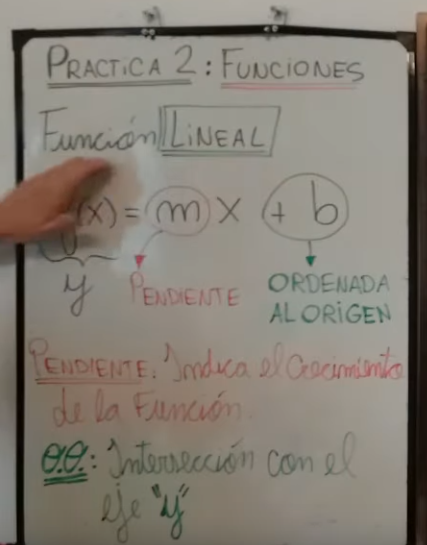 PRACTICA 2 : FUNCIONES
Función LINEAL
(x) = m x + b
y PENDIENTE ORDENADA
AL ORIGEN
PENDIENTE: Indica el Crecimiento
de la Función.
O.O.: Intersección con el
eje "y"